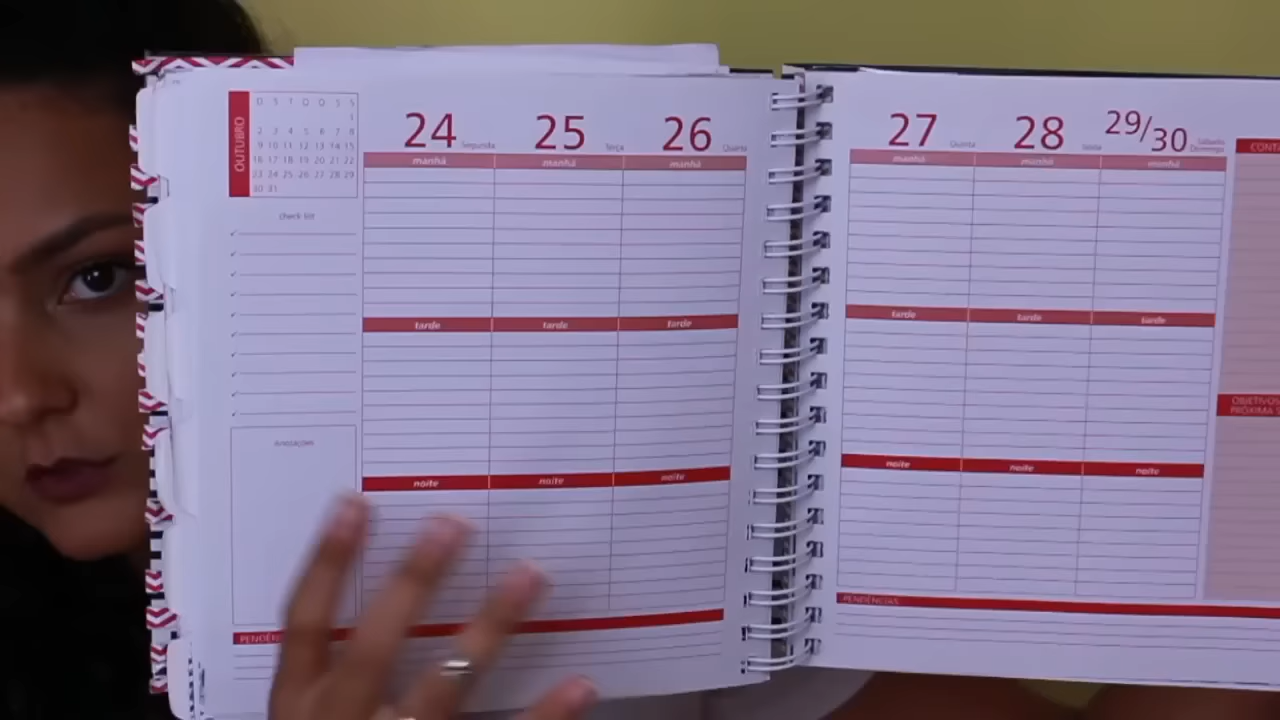 OUTUBRO
D S T Q Q S S
1
2 3 4 5 6 7 8
9 10 11 12 13 14 15
16 17 18 19 20 21 22
23 24 25 26 27 28 29
30 31
check list
anotações
24 Segunda
25 Terça
26 Quarta
manhã manhã manhã
tarde tarde tarde
noite noite noite
27 Quinta
28 Sexta
29/30 Sábado
Domingo
manhã manhã manhã
tarde tarde tarde
noite noite noite
PENDÊNCIAS
OBJETIVOS
PRÓXIMA